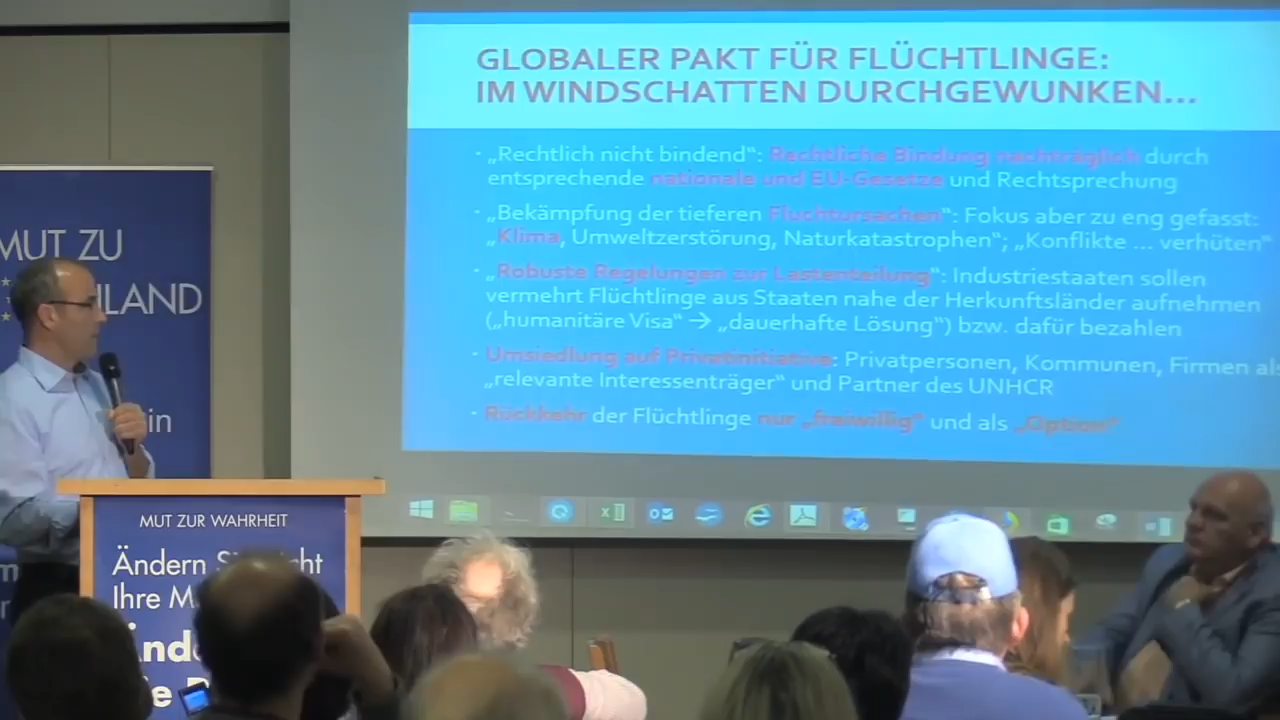 GLOBALER PAKT FÜR FLÜCHTLINGE:
IM WINDSCHATTEN DURCHGEWUNKEN...
· „Rechtlich nicht bindend“: Rechtliche Bindung nachträglich durch
entsprechende nationale und EU-Gesetze und Rechtsprechung
· „Bekämpfung der tieferen Fluchtursachen“: Fokus aber zu eng gefasst:
„Klima, Umweltzerstörung, Naturkatastrophen“; „Konflikte ... verhüten“
· „Robuste Regelungen zur Lastenteilung“: Industriestaaten sollen
vermehrt Flüchtlinge aus Staaten nahe der Herkunftsländer aufnehmen
(„humanitäre Visa“ → „dauerhafte Lösung“) bzw. dafür bezahlen
· Umsiedlung auf Privatinitiative: Privatpersonen, Kommunen, Firmen als
„relevante Interessenträger“ und Partner des UNHCR
· Rückkehr der Flüchtlinge nur „freiwillig“ und als „Option“
MUT ZU
HLAND
in
MUT ZUR WAHRHEIT
Ändern
Ihre